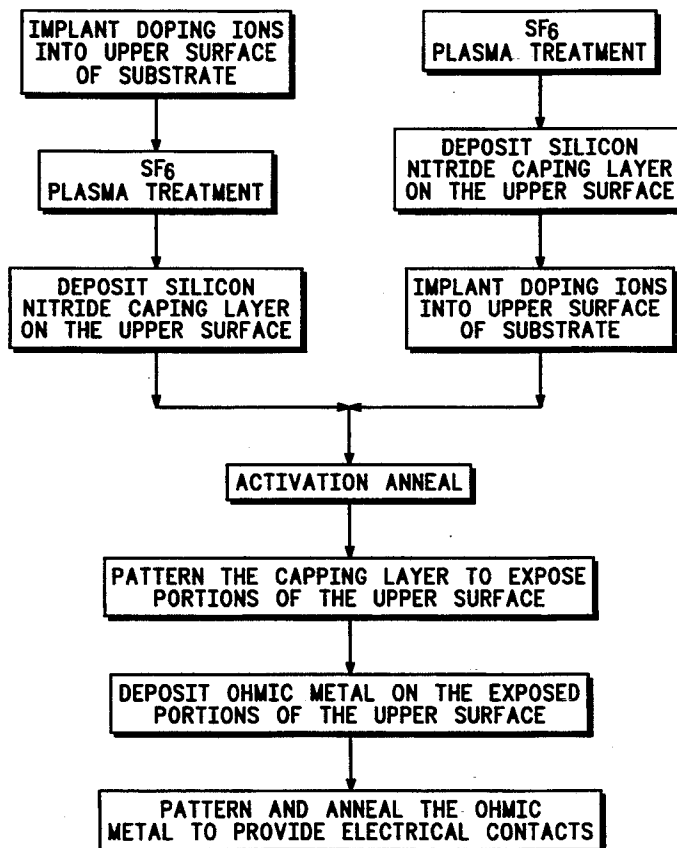 IMPLANT DOPING IONS
INTO UPPER SURFACE
OF SUBSTRATE
SF6
PLASMA TREATMENT
DEPOSIT SILICON
NITRIDE CAPING LAYER
ON THE UPPER SURFACE
SF6
PLASMA TREATMENT
DEPOSIT SILICON
NITRIDE CAPING LAYER
ON THE UPPER SURFACE
IMPLANT DOPING IONS
INTO UPPER SURFACE
OF SUBSTRATE
ACTIVATION ANNEAL
PATTERN THE CAPPING LAYER TO EXPOSE
PORTIONS OF THE UPPER SURFACE
DEPOSIT OHMIC METAL ON THE EXPOSED
PORTIONS OF THE UPPER SURFACE
PATTERN AND ANNEAL THE OHMIC
METAL TO PROVIDE ELECTRICAL CONTACTS